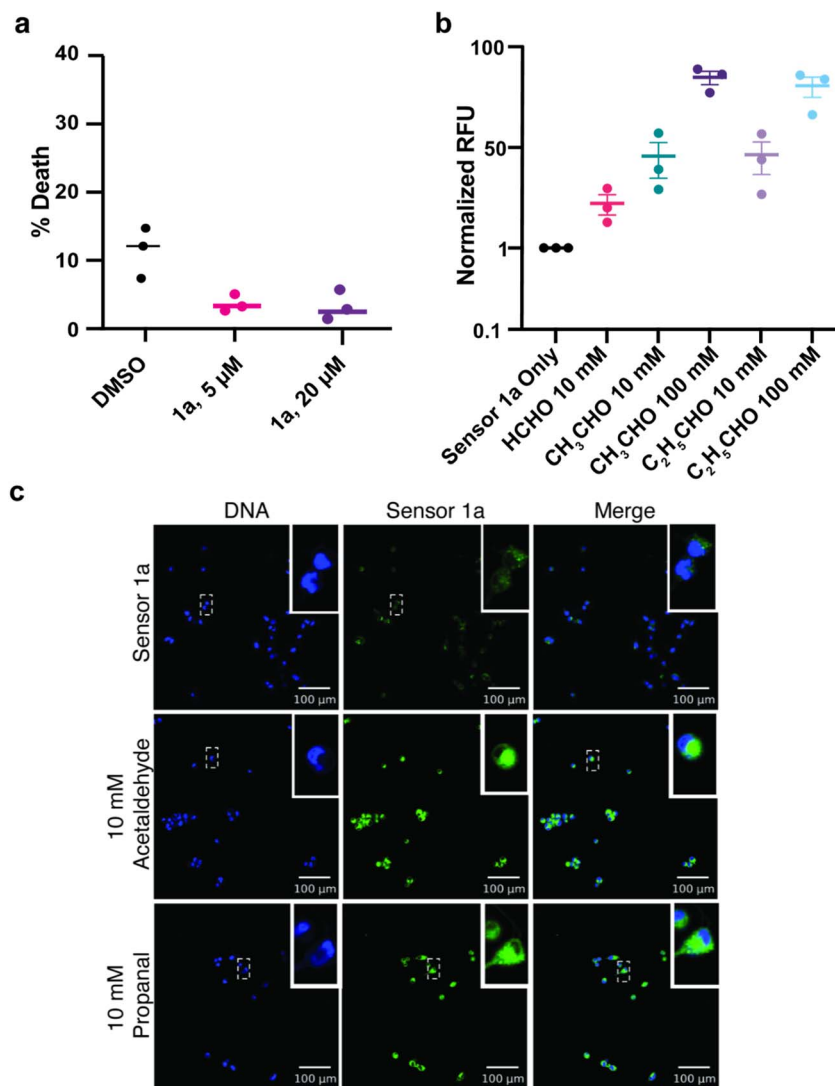 a
% Death
40
30
20
10
0
DMSO
1a, 5 µM
1a, 20 µM
b
Normalized RFU
100
50
1
0.1
Sensor 1a Only
HCHO 10 mM
CH₃CHO 10 mM
CH₃CHO 100 mM
C₂H₅CHO 10 mM
C₂H₅CHO 100 mM
c
DNA
Sensor 1a
Merge
Sensor 1a
100 µm
100 µm
100 µm
10 mM
Acetaldehyde
100 µm
100 µm
100 µm
10 mM
Propanal
100 µm
100 µm
100 µm